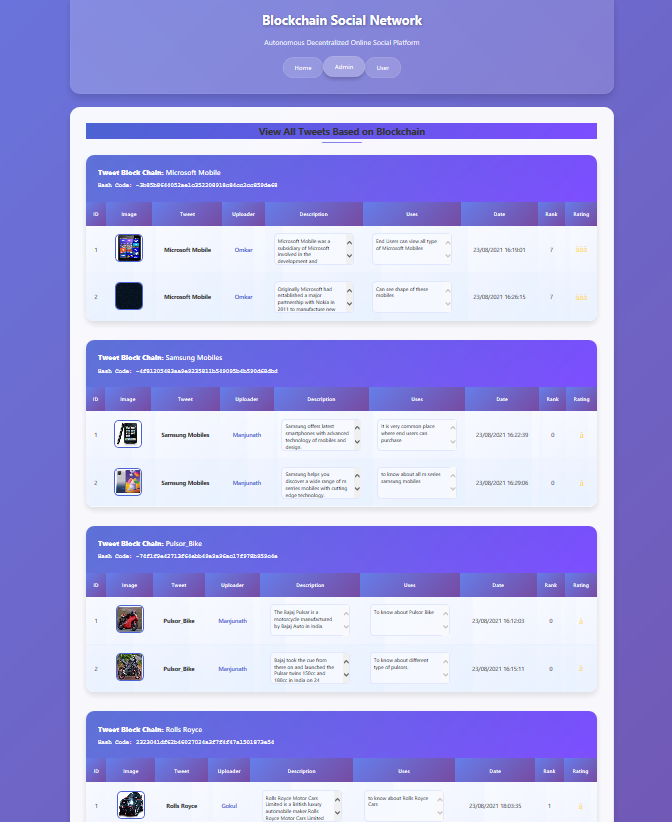 Blockchain Social Network
Autonomous Decentralized Online Social Platform
Home Admin User
View All Tweets Based on Blockchain
Tweet Block Chain: Microsoft Mobile
Hash Code:
ID Image Tweet Uploader Description Uses Date Rank Rating
1 Microsoft Mobile Omkar 23/08/2021 16:19:01 7
Microsoft Mobile was a
subsidiary of Microsoft
involved in the
development and
End Users can view all type
of Microsoft Mobiles
2 Microsoft Mobile Omkar 23/08/2021 16:26:15 7
Originally Microsoft had
established a major
partnership with Nokia in
2011 to manufacture new
Can see shape of these
mobiles
Tweet Block Chain: Samsung Mobiles
Hash Code:
ID Image Tweet Uploader Description Uses Date Rank Rating
1 Samsung Mobiles Manjunath 23/08/2021 16:22:39 0
Samsung offers latest
smartphones with advanced
technology of mobiles and
design.
It is very common place
where end users can
purchase
2 Samsung Mobiles Manjunath 23/08/2021 16:29:06 0
Samsung helps you
discover a wide range of m
series mobiles with cutting
edge technology.
to know about all m series
samsung mobiles
Tweet Block Chain: Pulsor_Bike
Hash Code:
ID Image Tweet Uploader Description Uses Date Rank Rating
1 Pulsor_Bike Manjunath 23/08/2021 16:12:03 0
The Bajaj Pulsar is a
motorcycle manufactured
by Bajaj Auto in India.
To know about Pulsor Bike
2 Pulsor_Bike Manjunath 23/08/2021 16:15:11 0
Bajaj took the cue from
there on and launched the
Pulsar twins 150cc and
180cc in India on 24
To know about different
type of pulsors
Tweet Block Chain: Rolls Royce
Hash Code:
ID Image Tweet Uploader Description Uses Date Rank Rating
1 Rolls Royce Gokul 23/08/2021 18:03:35 1
Rolls Royce Motor Cars
Limited is a British luxury
automobile maker.Rolls
Royce Motor Cars Limited
to know about Rolls Royce
Cars